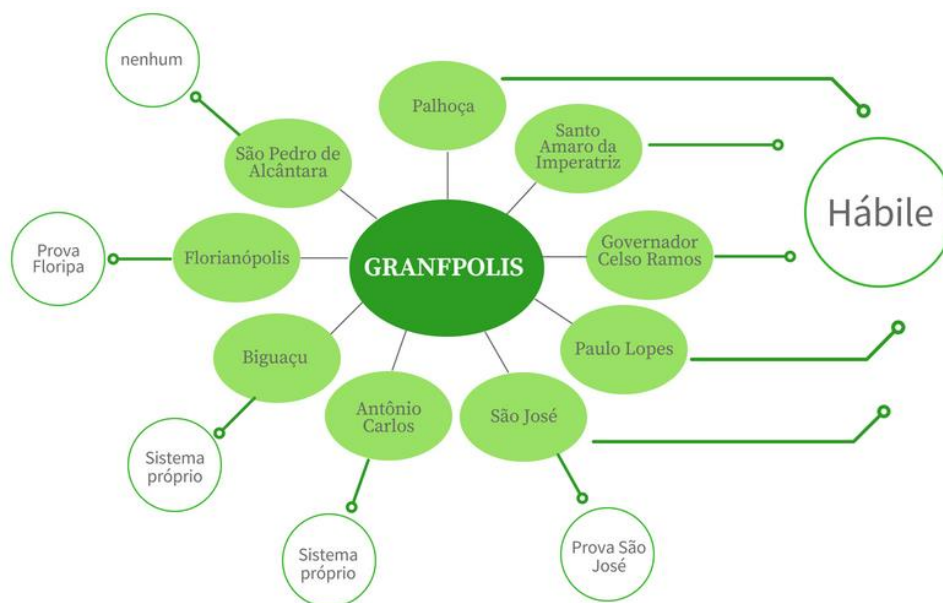 nenhum
Palhoça
Santo
Amaro da
Imperatriz
São Pedro de
Alcântara
Hábile
Prova
Floripa
Florianópolis
GRANFPOLIS
Governador
Celso Ramos
Biguaçu
Paulo Lopes
Antônio
Carlos
São José
Sistema
próprio
Sistema
próprio
Prova São
José